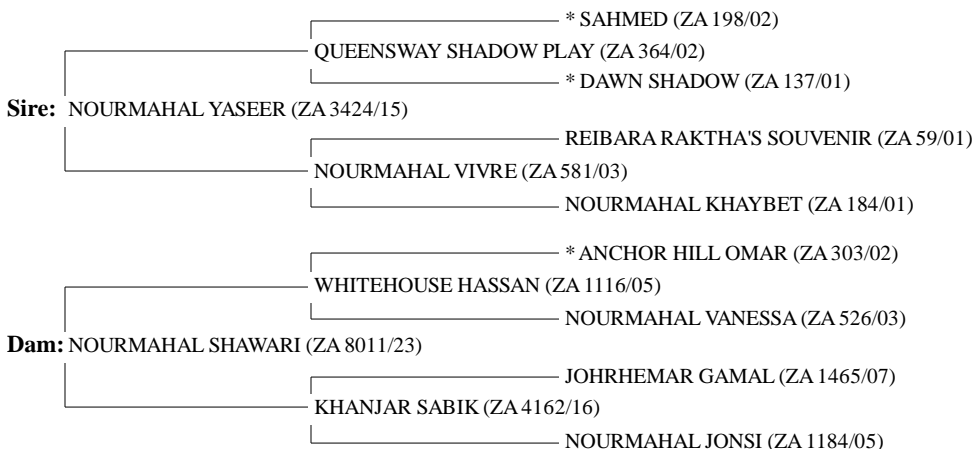 * SAHMED (ZA 198/02)
QUEENSWAY SHADOW PLAY (ZA 364/02)
* DAWN SHADOW (ZA 137/01)
Sire: NOURMAHAL YASEER (ZA 3424/15)
REIBARA RAKTHA'S SOUVENIR (ZA 59/01)
NOURMAHAL VIVRE (ZA 581/03)
NOURMAHAL KHAYBET (ZA 184/01)
* ANCHOR HILL OMAR (ZA 303/02)
WHITEHOUSE HASSAN (ZA 1116/05)
NOURMAHAL VANESSA (ZA 526/03)
Dam: NOURMAHAL SHAWARI (ZA 8011/23)
JOHRHEMAR GAMAL (ZA 1465/07)
KHANJAR SABIK (ZA 4162/16)
NOURMAHAL JONSI (ZA 1184/05)